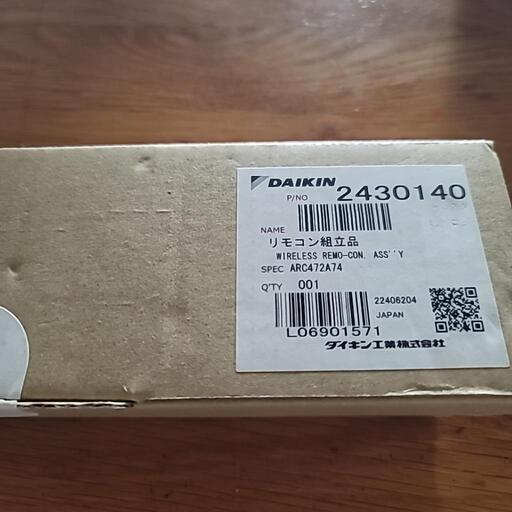 DAIKIN
P/NO 2430140
NAME
リモコン組立品
WIRELESS REMO-CON. ASS''Y
SPEC ARC472A74
Q'TY 001
22406204
JAPAN
L06901571
ダイキン工業株式会社